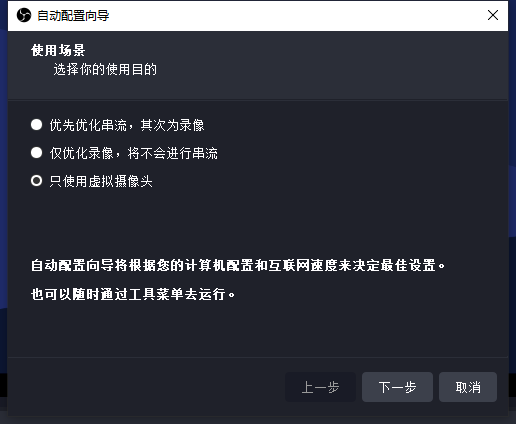 自动配置向导
使用场景
选择你的使用目的
优先优化串流，其次为录像
仅优化录像，将不会进行串流
只使用虚拟摄像头
自动配置向导将根据您的计算机配置和互联网速度来决定最佳设置。
也可以随时通过工具菜单去运行。
上一步 下一步 取消